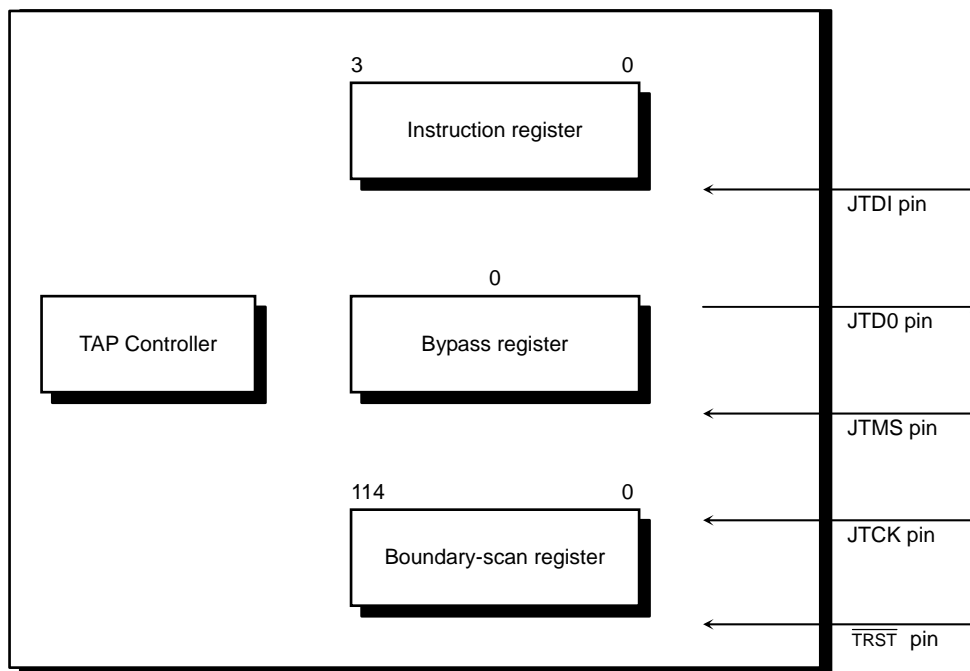 3 0
Instruction register
JTDI pin
0
TAP Controller
Bypass register
JTD0 pin
JTMS pin
114 0
Boundary-scan register
JTCK pin
TRST pin